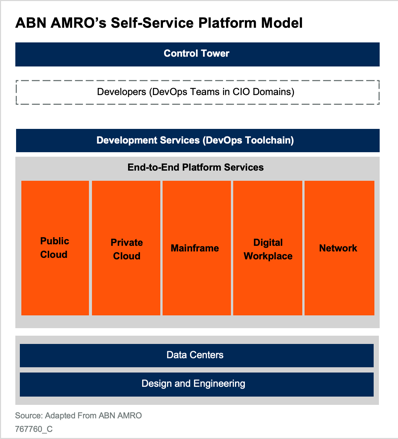 ABN AMRO’s Self-Service Platform Model
Control Tower
Developers (DevOps Teams in CIO Domains)
Development Services (DevOps Toolchain)
End-to-End Platform Services
Public
Cloud
Private
Cloud
Mainframe
Digital
Workplace
Network
Data Centers
Design and Engineering
Source: Adapted From ABN AMRO
767760_C